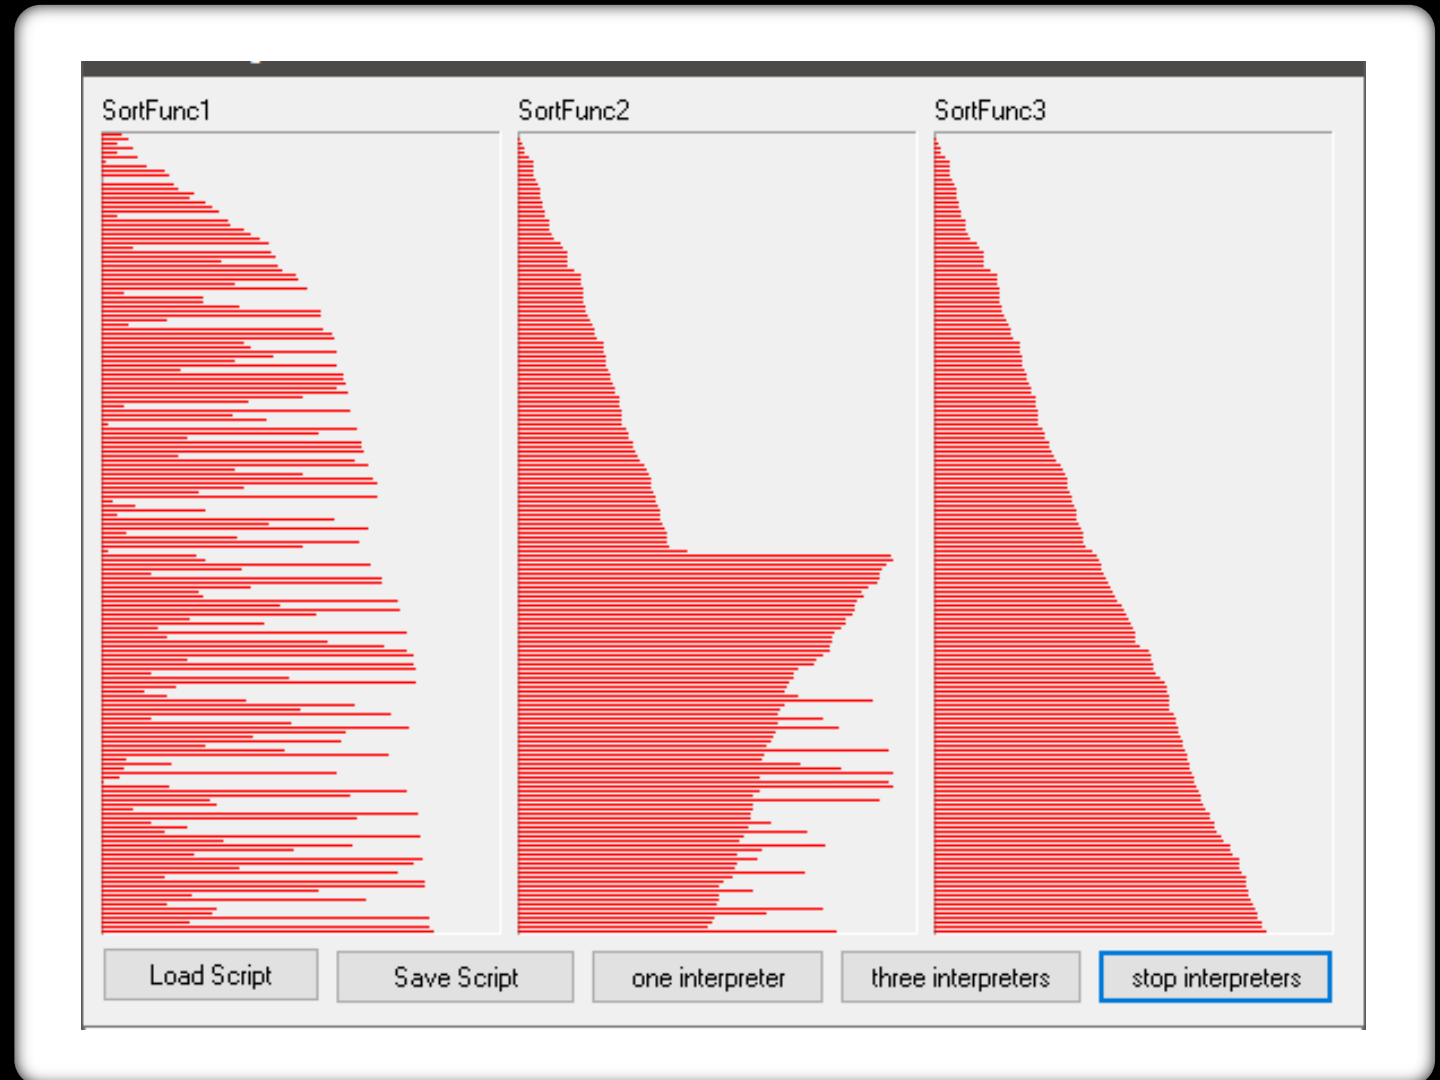 SortFunc1
SortFunc2
SortFunc3
Load Script
Save Script
one interpreter
three interpreters
stop interpreters